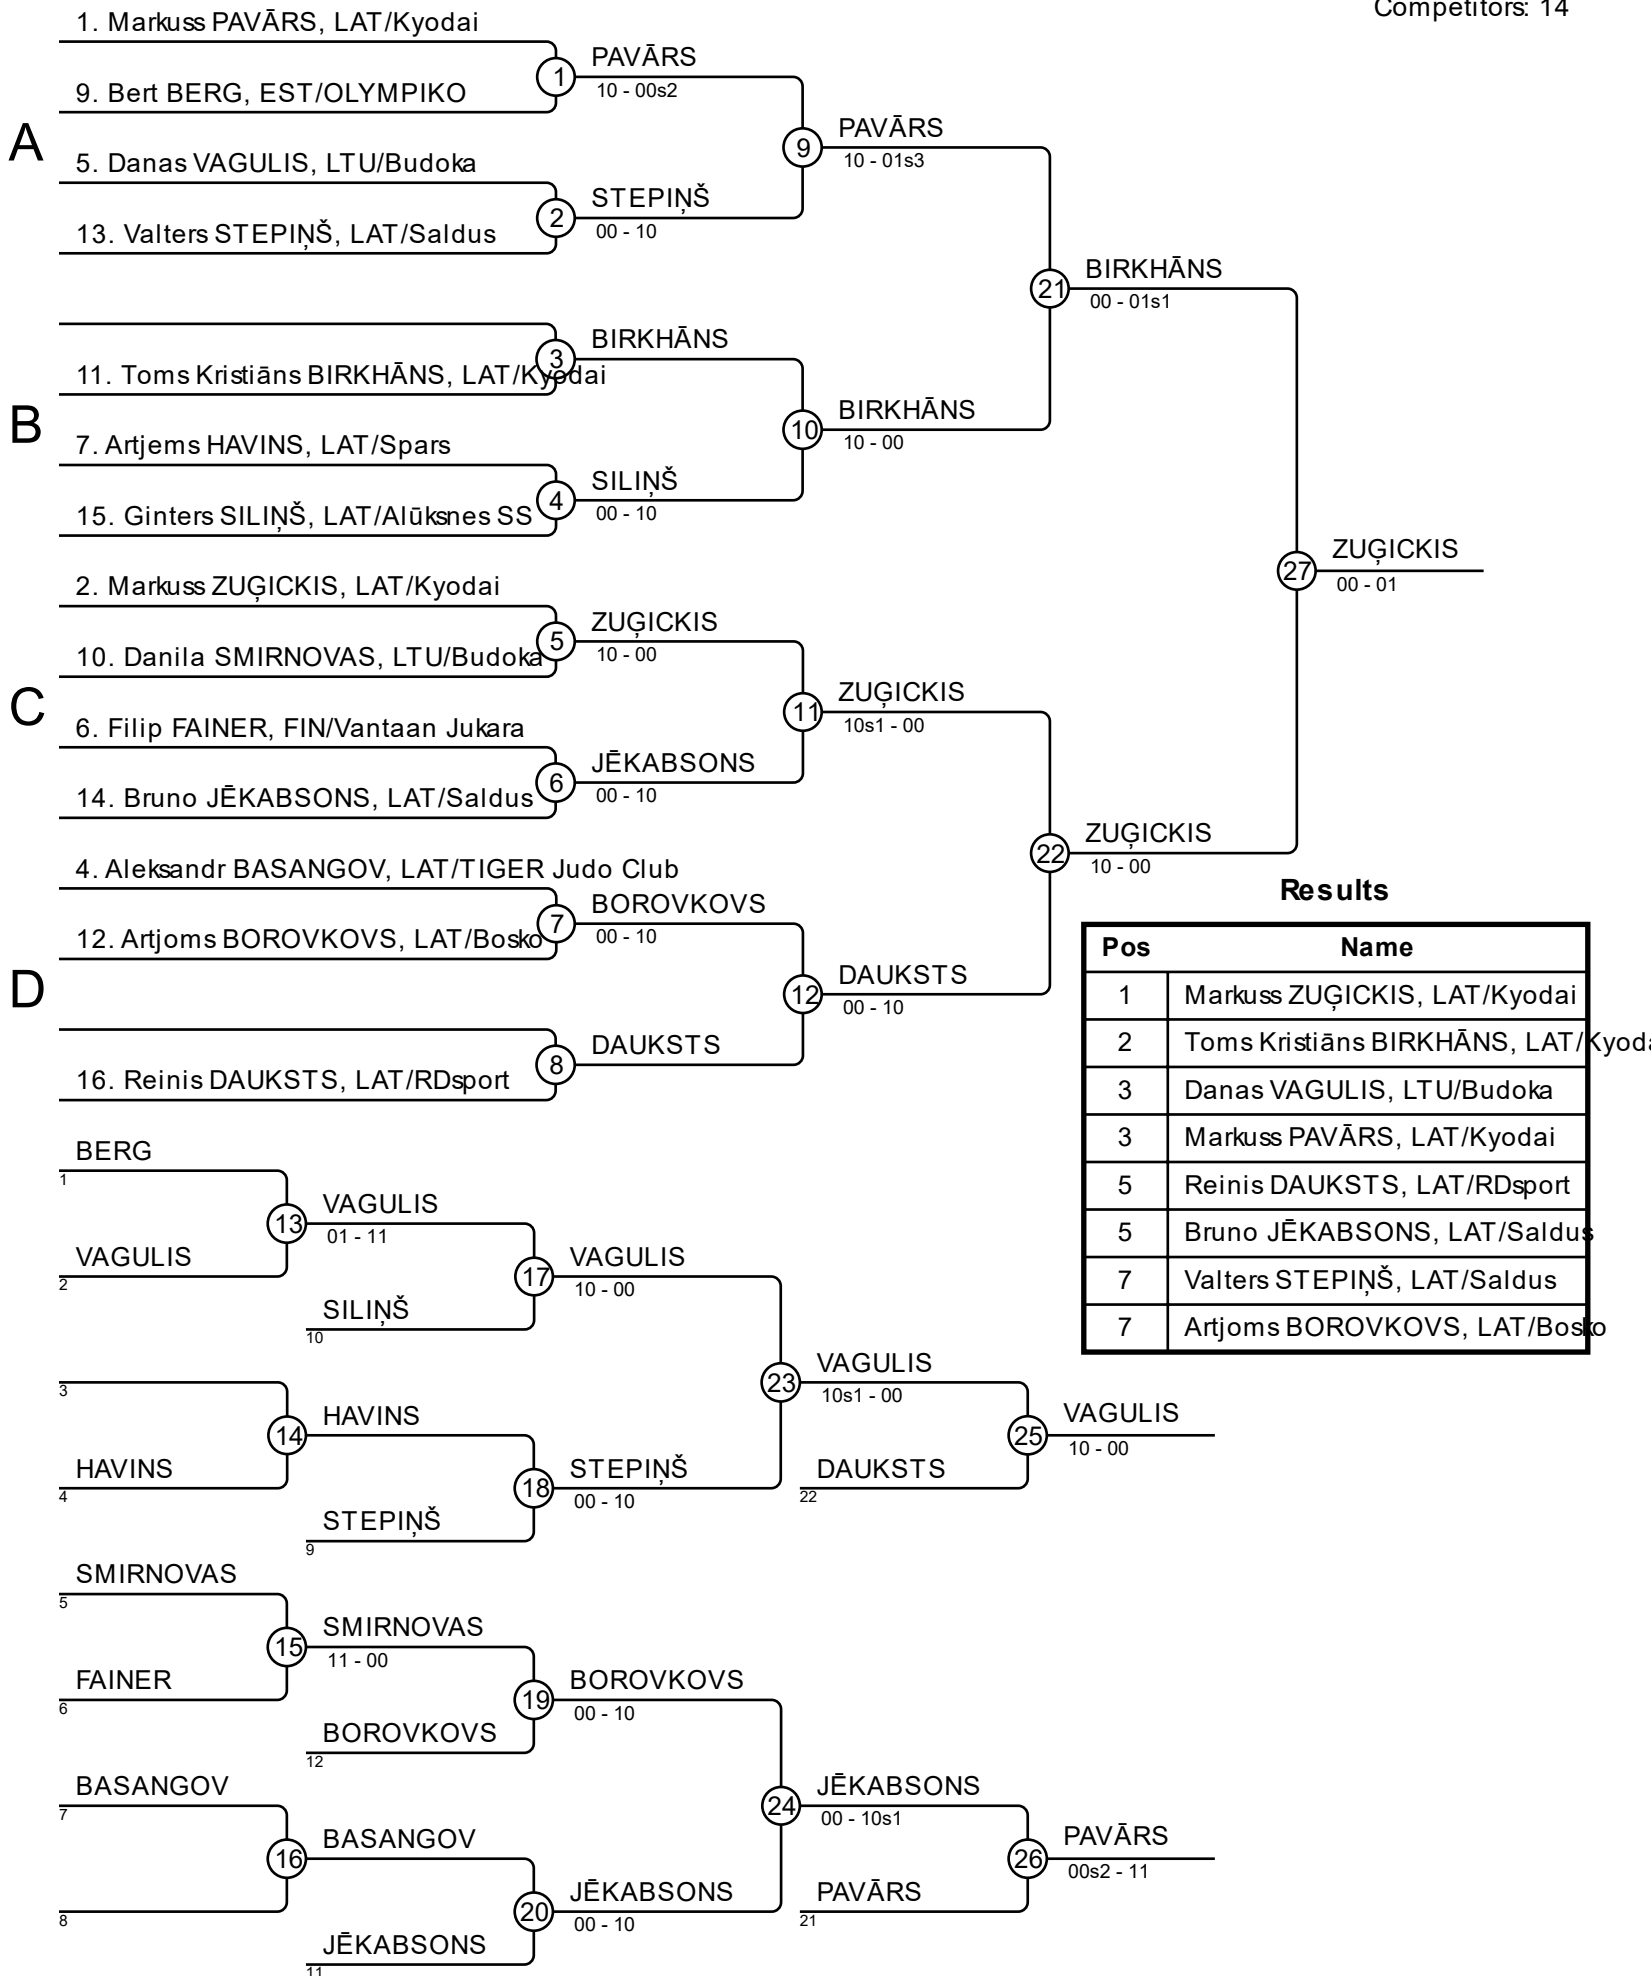 Competitors: 14
1. Markuss PAVĀRS, LAT/Kyodai
9. Bert BERG, EST/OLYMPIKO
1
PAVĀRS
10 - 00s2
A
5. Danas VAGULIS, LTU/Budoka
13. Valters STEPIŅŠ, LAT/Saldus
2
STEPIŅŠ
00 - 10
9
PAVĀRS
10 - 01s3
11. Toms Kristiāns BIRKHĀNS, LAT/Kyodai
3
BIRKHĀNS
B
7. Artjems HAVINS, LAT/Spars
15. Ginters SILIŅŠ, LAT/Alūksnes SS
4
SILIŅŠ
00 - 10
10
BIRKHĀNS
10 - 00
21
BIRKHĀNS
00 - 01s1
2. Markuss ZUĢICKIS, LAT/Kyodai
10. Danila SMIRNOVAS, LTU/Budoka
5
ZUĢICKIS
10 - 00
C
6. Filip FAINER, FIN/Vantaan Jukara
14. Bruno JĒKABSONS, LAT/Saldus
6
JĒKABSONS
00 - 10
11
ZUĢICKIS
10s1 - 00
4. Aleksandr BASANGOV, LAT/TIGER Judo Club
12. Artjoms BOROVKOVS, LAT/Bosko
7
BOROVKOVS
00 - 10
D
16. Reinis DAUKSTS, LAT/RDsport
8
DAUKSTS
12
DAUKSTS
00 - 10
22
ZUĢICKIS
10 - 00
27
ZUĢICKIS
00 - 01
Results
Pos Name
1 Markuss ZUĢICKIS, LAT/Kyodai
2 Toms Kristiāns BIRKHĀNS, LAT/Kyoda
3 Danas VAGULIS, LTU/Budoka
3 Markuss PAVĀRS, LAT/Kyodai
5 Reinis DAUKSTS, LAT/RDsport
5 Bruno JĒKABSONS, LAT/Saldus
7 Valters STEPIŅŠ, LAT/Saldus
7 Artjoms BOROVKOVS, LAT/Bosko
BERG
1
VAGULIS
2
13
VAGULIS
01 - 11
SILIŅŠ
10
17
VAGULIS
10 - 00
3
HAVINS
4
14
HAVINS
STEPIŅŠ
9
18
STEPIŅŠ
00 - 10
23
VAGULIS
10s1 - 00
DAUKSTS
22
25
VAGULIS
10 - 00
SMIRNOVAS
5
FAINER
6
15
SMIRNOVAS
11 - 00
BOROVKOVS
12
19
BOROVKOVS
00 - 10
BASANGOV
7
8
16
BASANGOV
JĒKABSONS
11
20
JĒKABSONS
00 - 10
24
JĒKABSONS
00 - 10s1
PAVĀRS
21
26
PAVĀRS
00s2 - 11